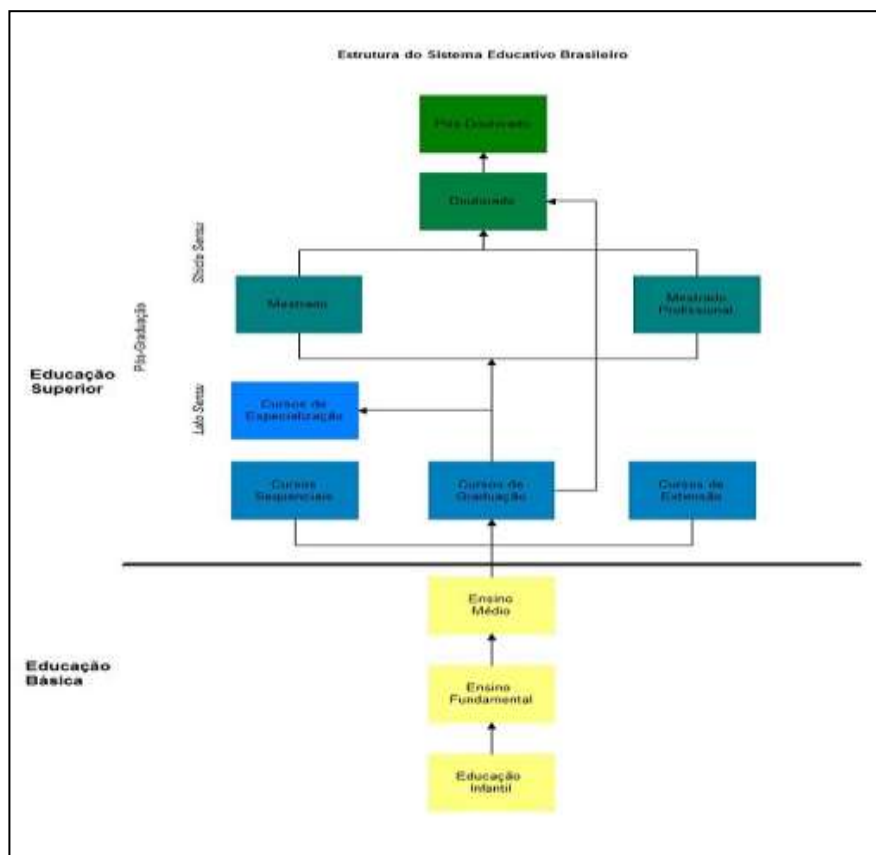 Estrutura do Sistema Educativo Brasileiro
Pós-Doutorado
Doutorado
Stricto Sensu
Mestrado
Mestrado
Profissional
Pós-Graduação
Educação
Superior
Lato Sensu
Cursos de
Especialização
Cursos
Sequenciais
Cursos de
Graduação
Cursos de
Extensão
Ensino
Médio
Educação
Básica
Ensino
Fundamental
Educação
Infantil